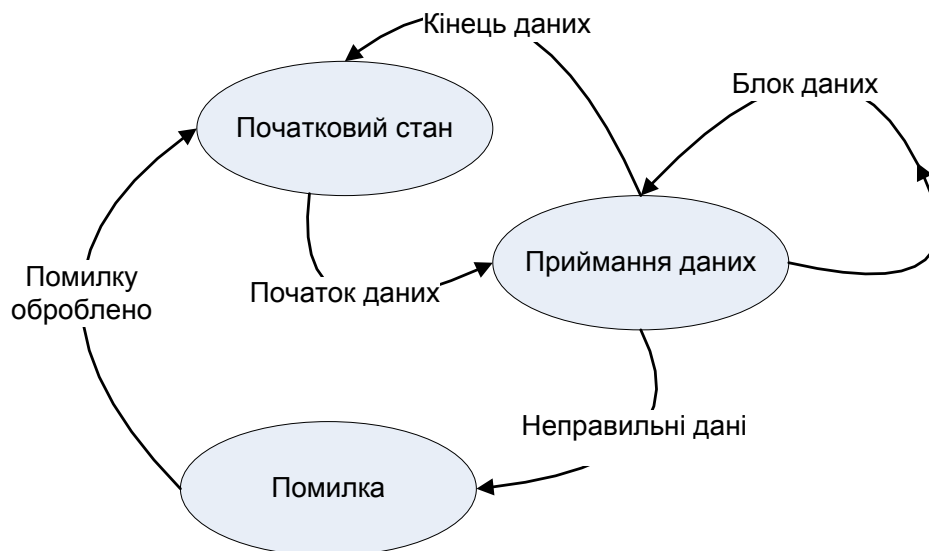 Кінець даних
Блок даних
Початковий стан
Приймання даних
Помилку
оброблено
Початок даних
Неправильні дані
Помилка